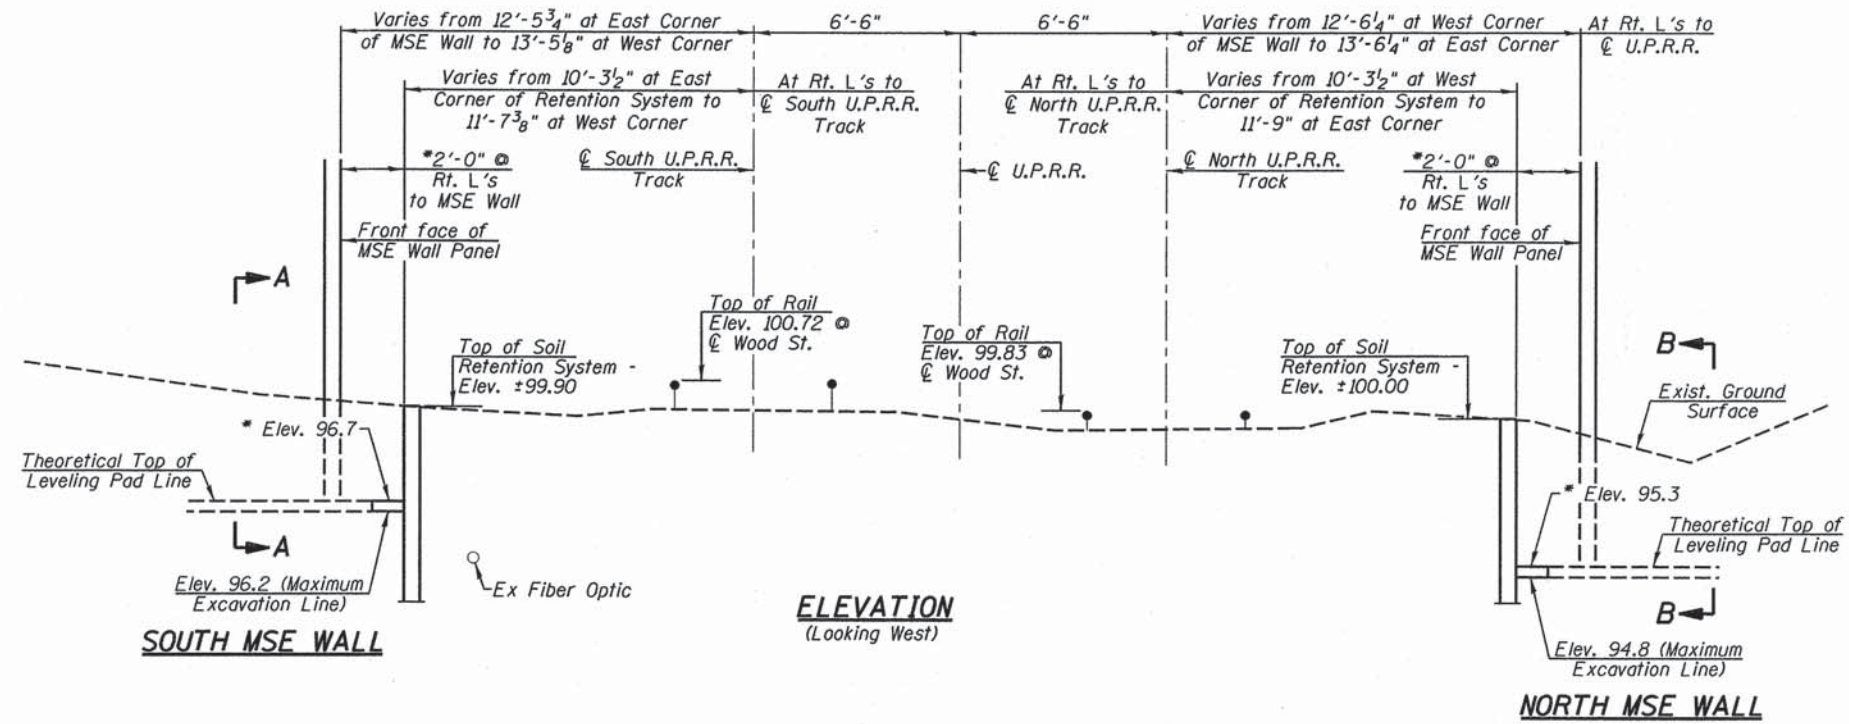 Varies from 12'-5¾" at East Corner
of MSE Wall to 13'-5⅛" at West Corner
6'-6"
6'-6"
Varies from 12'-6¼" at West Corner
of MSE Wall to 13'-6¼" at East Corner
At Rt. L's to
℄ U.P.R.R.
Varies from 10'-3½" at East
Corner of Retention System to
11'-7⅜" at West Corner
At Rt. L's to
℄ South U.P.R.R.
Track
At Rt. L's to
℄ North U.P.R.R.
Track
Varies from 10'-3½" at West
Corner of Retention System to
11'-9" at East Corner
*2'-0" @
Rt. L's
to MSE Wall
℄ South U.P.R.R.
Track
℄ U.P.R.R.
℄ North U.P.R.R.
Track
*2'-0" @
Rt. L's
to MSE Wall
Front face of
MSE Wall Panel
Front face of
MSE Wall Panel
A
Top of Rail
Elev. 100.72 @
℄ Wood St.
Top of Rail
Elev. 99.83 @
℄ Wood St.
Top of Soil
Retention System -
Elev. ±99.90
Top of Soil
Retention System -
Elev. ±100.00
B
Exist. Ground
Surface
* Elev. 96.7
Theoretical Top of
Leveling Pad Line
* Elev. 95.3
Theoretical Top of
Leveling Pad Line
A
Elev. 96.2 (Maximum
Excavation Line)
Ex Fiber Optic
ELEVATION
(Looking West)
B
Elev. 94.8 (Maximum
Excavation Line)
SOUTH MSE WALL
NORTH MSE WALL